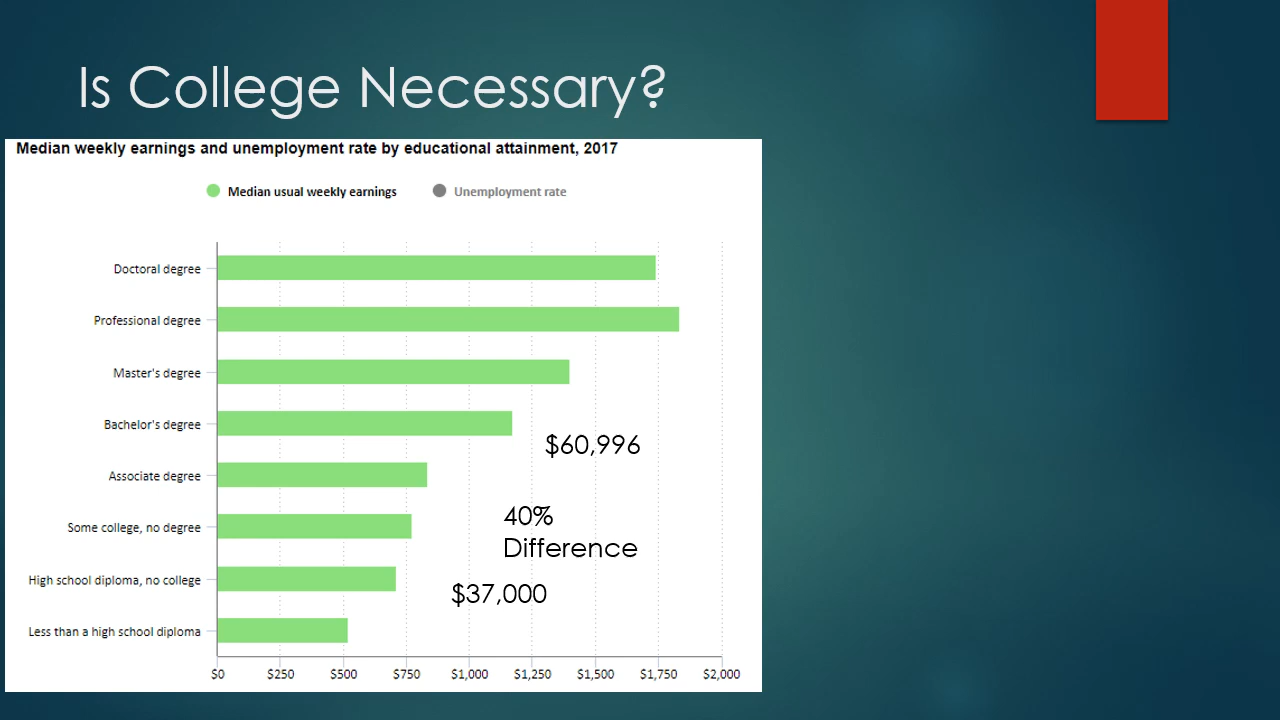 Is College Necessary?
Median weekly earnings and unemployment rate by educational attainment, 2017
Median usual weekly earnings
Unemployment rate
Doctoral degree
Professional degree
Master's degree
Bachelor's degree
$60,996
Associate degree
40%
Difference
Some college, no degree
High school diploma, no college
$37,000
Less than a high school diploma
$0 $250 $500 $750 $1,000 $1,250 $1,500 $1,750 $2,000